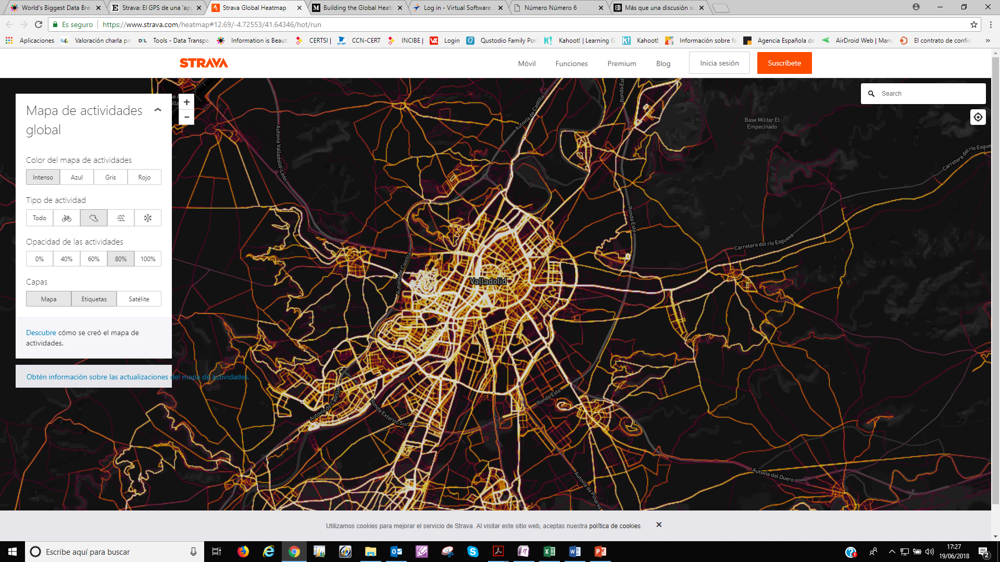 World's Biggest Data Bre
Strava: El GPS de una 'ap
Strava Global Heatmap
Building the Global Heat
Log in - Virtual Software
Número Número 6
Más que una discusión s
Es seguro
https://www.strava.com/heatmap#12.69/-4.72553/41.64346/hot/run
Aplicaciones
is4k
Valoración charla pr
DTL
Tools - Data Transpa
Information is Beaut
CERTSI |
CCN-CERT
INCIBE |
Login
Qustodio Family Por
Kahoot! | Learning G
Kahoot!
Información sobre fa
Agencia Española de
AirDroid Web | Mana
El contrato de confid
STRAVA
Móvil
Funciones
Premium
Blog
Inicia sesión
Suscríbete
Search
Mapa de actividades
global
Color del mapa de actividades
Intenso
Azul
Gris
Rojo
Tipo de actividad
Todo
Opacidad de las actividades
0%
40%
60%
80%
100%
Capas
Mapa
Etiquetas
Satélite
Descubre cómo se creó el mapa de
actividades.
Obtén información sobre las actualizaciones del mapa de actividades.
Autovía Valladolid-León
Autovía de Castilla
Ronda Este
Base Militar El
Empecinado
Carretera del río Esgue
Ronda Este
Carretera del río Esgueva
Autovía de Castilla
Valladolid
Autovía de Castilla
Ronda Exterior Sur
Ronda Este
Autovía de Pinares
Autovía del Duero
Utilizamos cookies para mejorar el servicio de Strava. Al visitar este sitio web, aceptas nuestra política de cookies.
Escribe aquí para buscar
17:27
19/06/2018
2